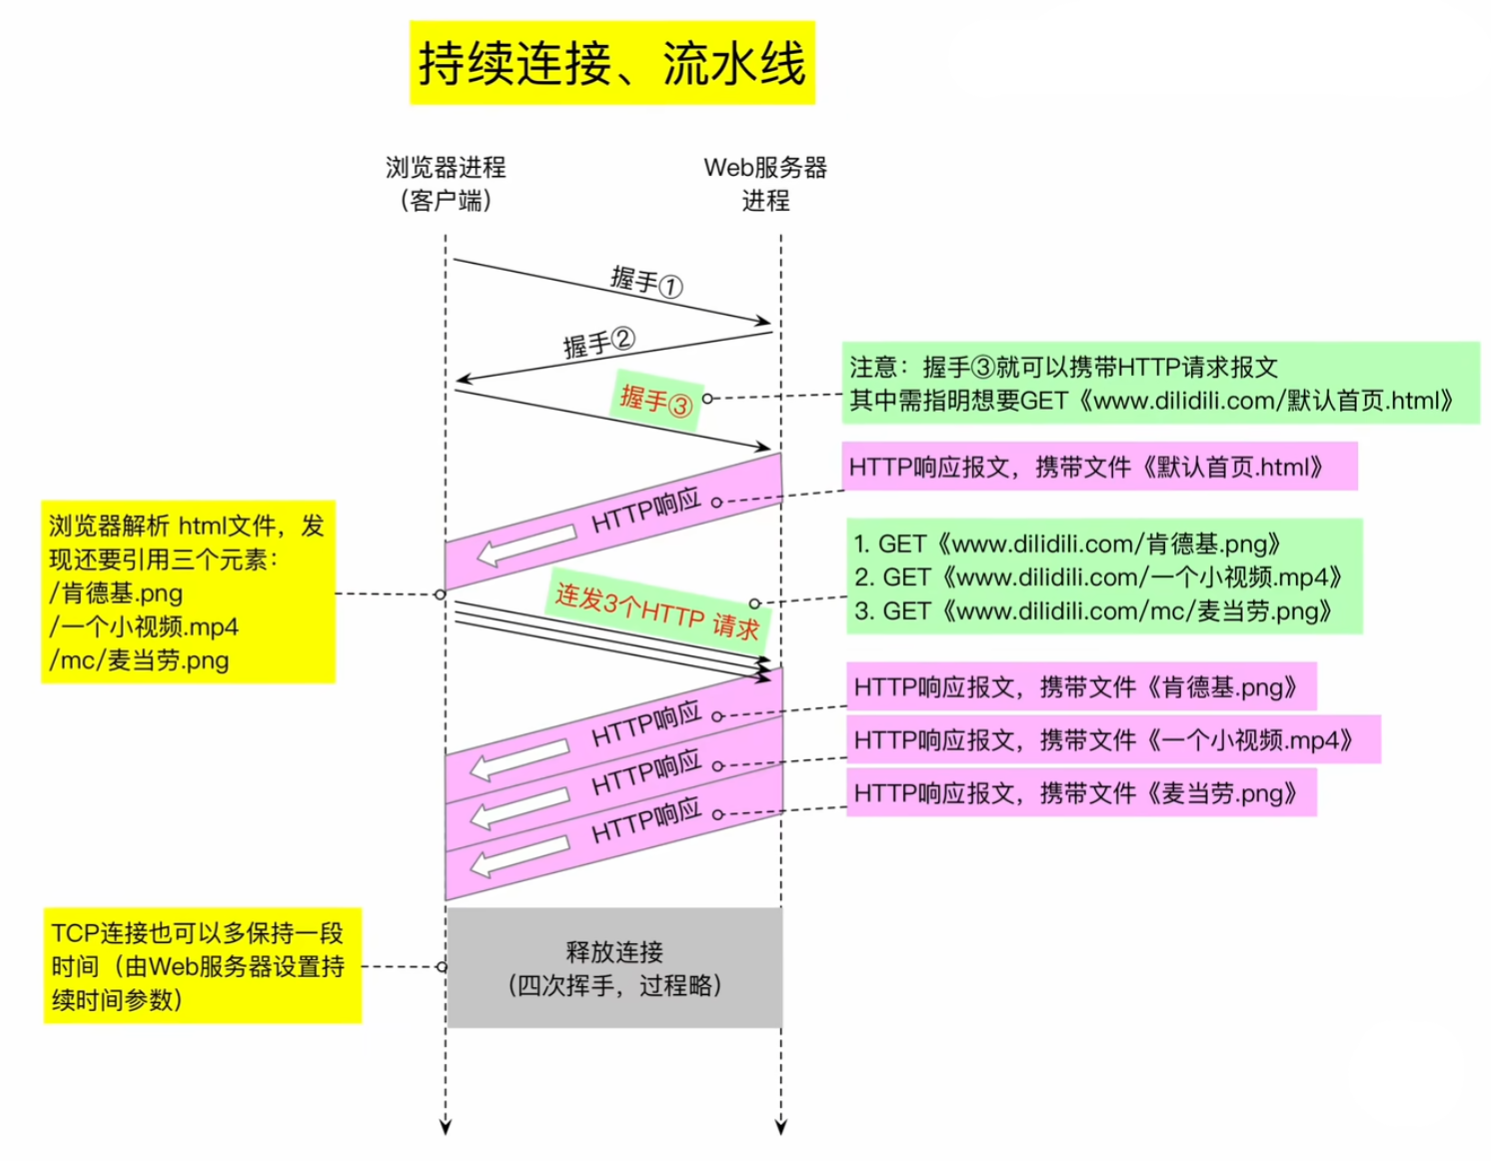 持续连接、流水线
浏览器进程
（客户端）
Web服务器
进程
握手①
握手②
握手③
注意：握手③就可以携带HTTP请求报文
其中需指明想要GET《www.dilidili.com/默认首页.html》
HTTP响应报文，携带文件《默认首页.html》
HTTP响应
浏览器解析 html文件，发
现还要引用三个元素：
/肯德基.png
/一个小视频.mp4
/mc/麦当劳.png
连发3个HTTP 请求
1. GET《www.dilidili.com/肯德基.png》
2. GET《www.dilidili.com/一个小视频.mp4》
3. GET《www.dilidili.com/mc/麦当劳.png》
HTTP响应
HTTP响应报文，携带文件《肯德基.png》
HTTP响应
HTTP响应报文，携带文件《一个小视频.mp4》
HTTP响应
HTTP响应报文，携带文件《麦当劳.png》
TCP连接也可以多保持一段
时间（由Web服务器设置持
续时间参数）
释放连接
（四次挥手，过程略）